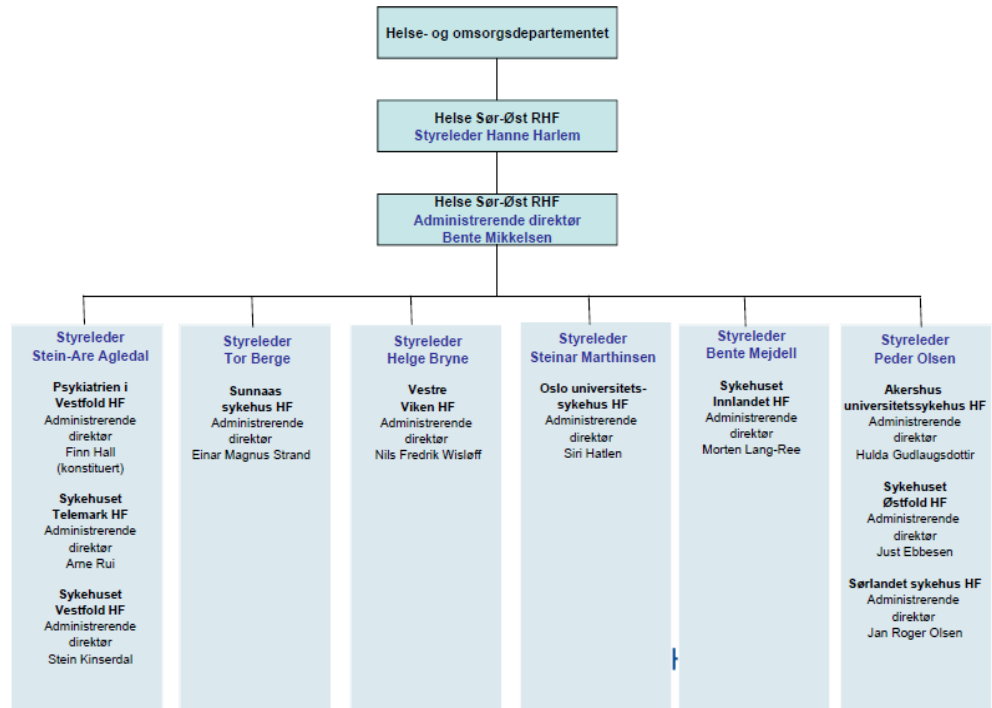 Helse- og omsorgsdepartementet
Helse Sør-Øst RHF
Styreleder Hanne Harlem
Helse Sør-Øst RHF
Administrerende direktør
Bente Mikkelsen
Styreleder
Stein-Are Agledal
Psykiatrien i
Vestfold HF
Administrerende
direktør
Finn Hall
(konstituert)
Sykehuset
Telemark HF
Administrerende
direktør
Arne Rui
Sykehuset
Vestfold HF
Administrerende
direktør
Stein Kinserdal
Styreleder
Tor Berge
Sunnaas
sykehus HF
Administrerende
direktør
Einar Magnus Strand
Styreleder
Helge Bryne
Vestre
Viken HF
Administrerende
direktør
Nils Fredrik Wisløff
Styreleder
Steinar Marthinsen
Oslo universitets-
sykehus HF
Administrerende
direktør
Siri Hatlen
Styreleder
Bente Mejdell
Sykehuset
Innlandet HF
Administrerende
direktør
Morten Lang-Ree
Styreleder
Peder Olsen
Akershus
universitetssykehus HF
Administrerende
direktør
Hulda Gudlaugsdottir
Sykehuset
Østfold HF
Administrerende
direktør
Just Ebbesen
Sørlandet sykehus HF
Administrerende
direktør
Jan Roger Olsen